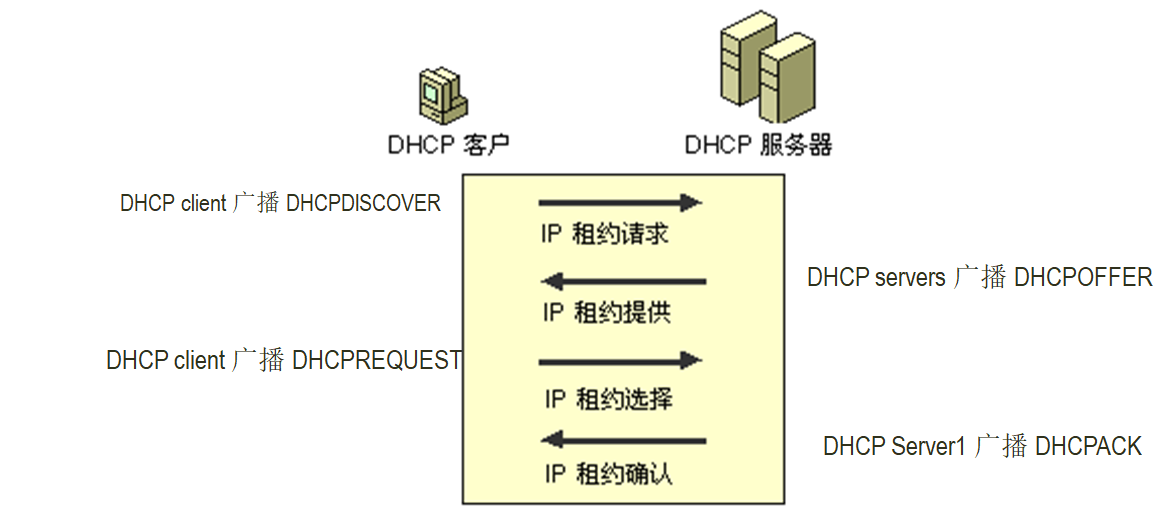 DHCP 客户
DHCP 服务器
DHCP client 广播 DHCPDISCOVER
IP 租约请求
DHCP servers 广播 DHCPOFFER
IP 租约提供
DHCP client 广播 DHCPREQUEST
IP 租约选择
DHCP Server1 广播 DHCPACK
IP 租约确认